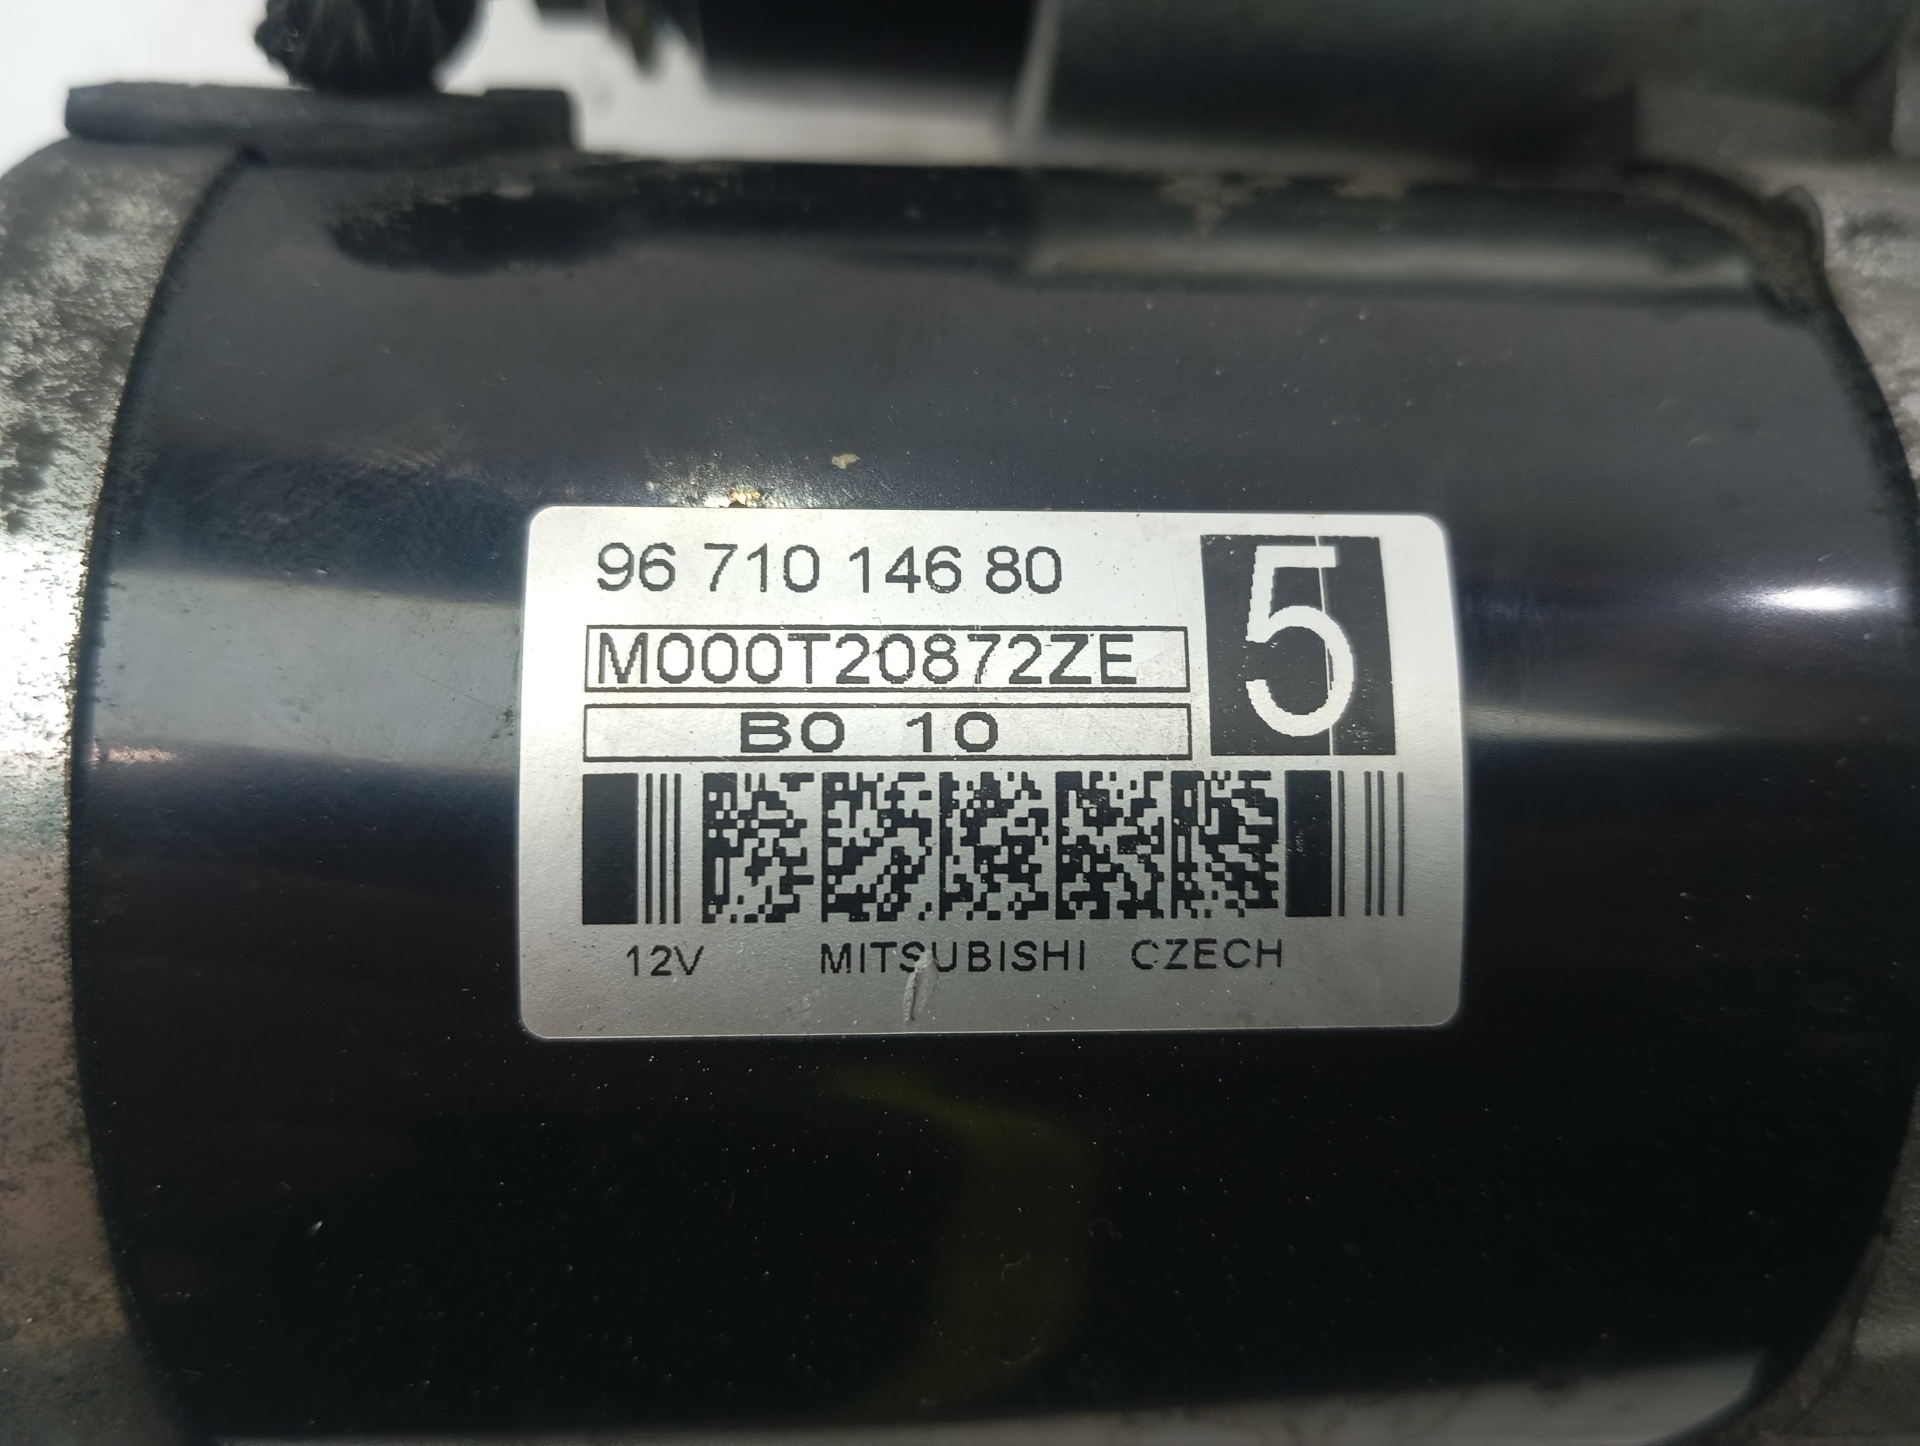 96 710 146 80
5
M000T20872ZE
B0 10
12V MITSUBISHI CZECH